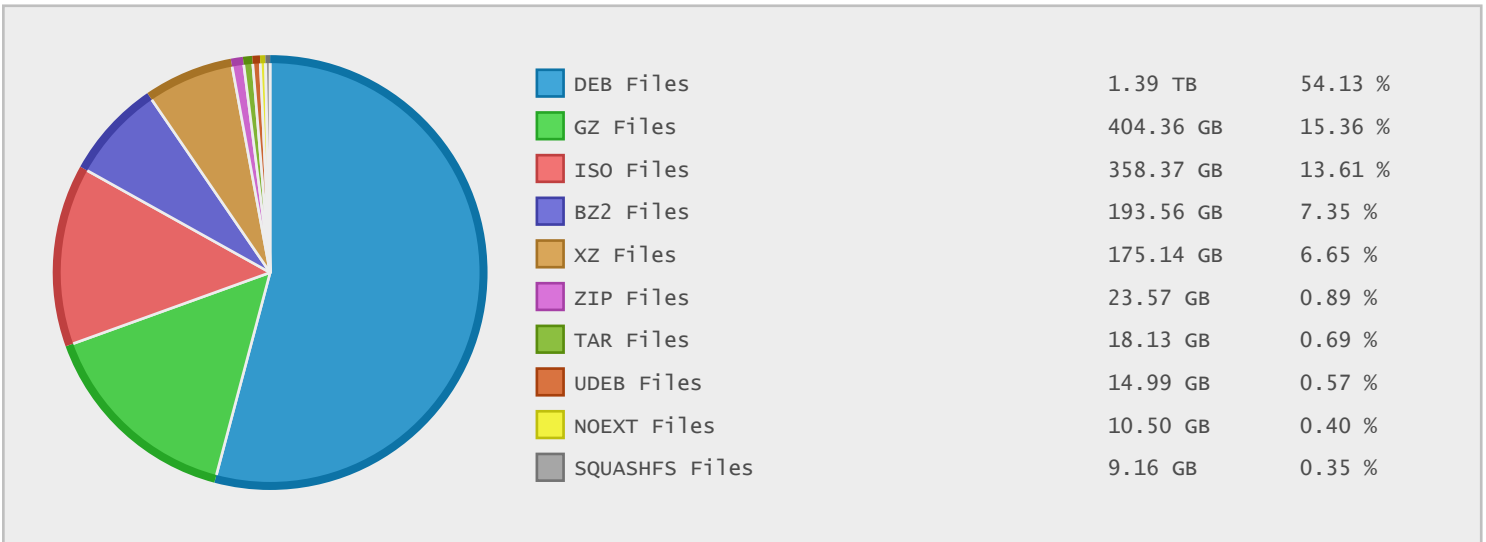 DEB Files 1.39 TB 54.13 %
GZ Files 404.36 GB 15.36 %
ISO Files 358.37 GB 13.61 %
BZ2 Files 193.56 GB 7.35 %
XZ Files 175.14 GB 6.65 %
ZIP Files 23.57 GB 0.89 %
TAR Files 18.13 GB 0.69 %
UDEB Files 14.99 GB 0.57 %
NOEXT Files 10.50 GB 0.40 %
SQUASHFS Files 9.16 GB 0.35 %